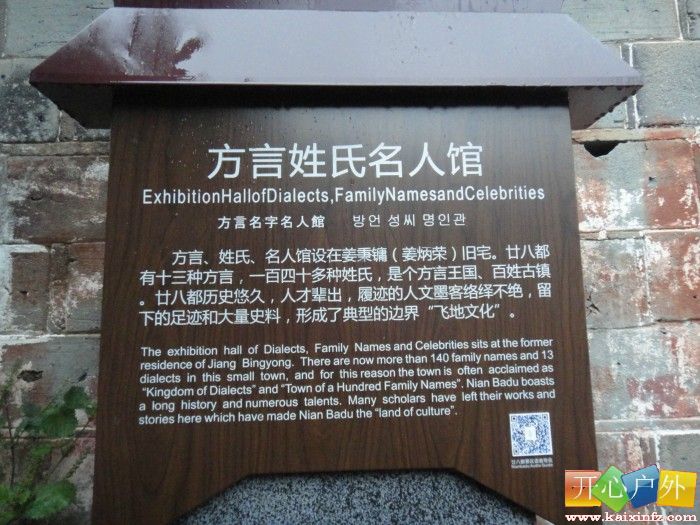 方言姓氏名人馆
ExhibitionHallofDialects,FamilyNamesandCelebrities
方言名字名人館 방언 성씨 명인관
方言、姓氏、名人馆设在姜秉镛（姜炳荣）旧宅。廿八都
有十三种方言，一百四十多种姓氏，是个方言王国、百姓古镇
。廿八都历史悠久，人才辈出，履迹的人文墨客络绎不绝，留
下的足迹和大量史料，形成了典型的边界“飞地文化”。
The exhibition hall of Dialects, Family Names and Celebrities sits at the former
residence of Jiang Bingyong. There are now more than 140 family names and 13
dialects in this small town, and for this reason the town is often acclaimed as
“Kingdom of Dialects” and “Town of a Hundred Family Names”. Nian Badu boasts
a long history and numerous talents. Many scholars have left their works and
stories here which have made Nian Badu the “land of culture”.
开心户外
www.kaixinfz.com